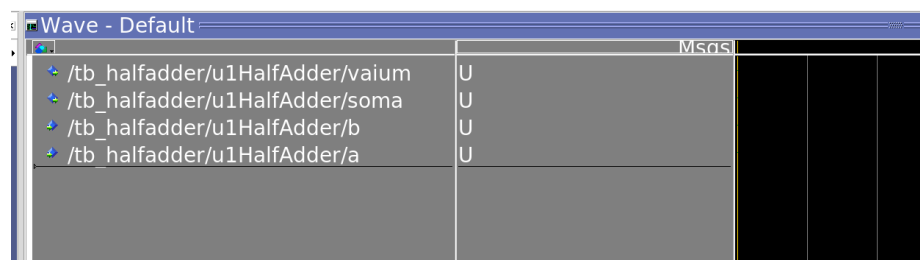 Wave - Default
Msgs
/tb_halfadder/u1HalfAdder/vaium U
/tb_halfadder/u1HalfAdder/soma U
/tb_halfadder/u1HalfAdder/b U
/tb_halfadder/u1HalfAdder/a U